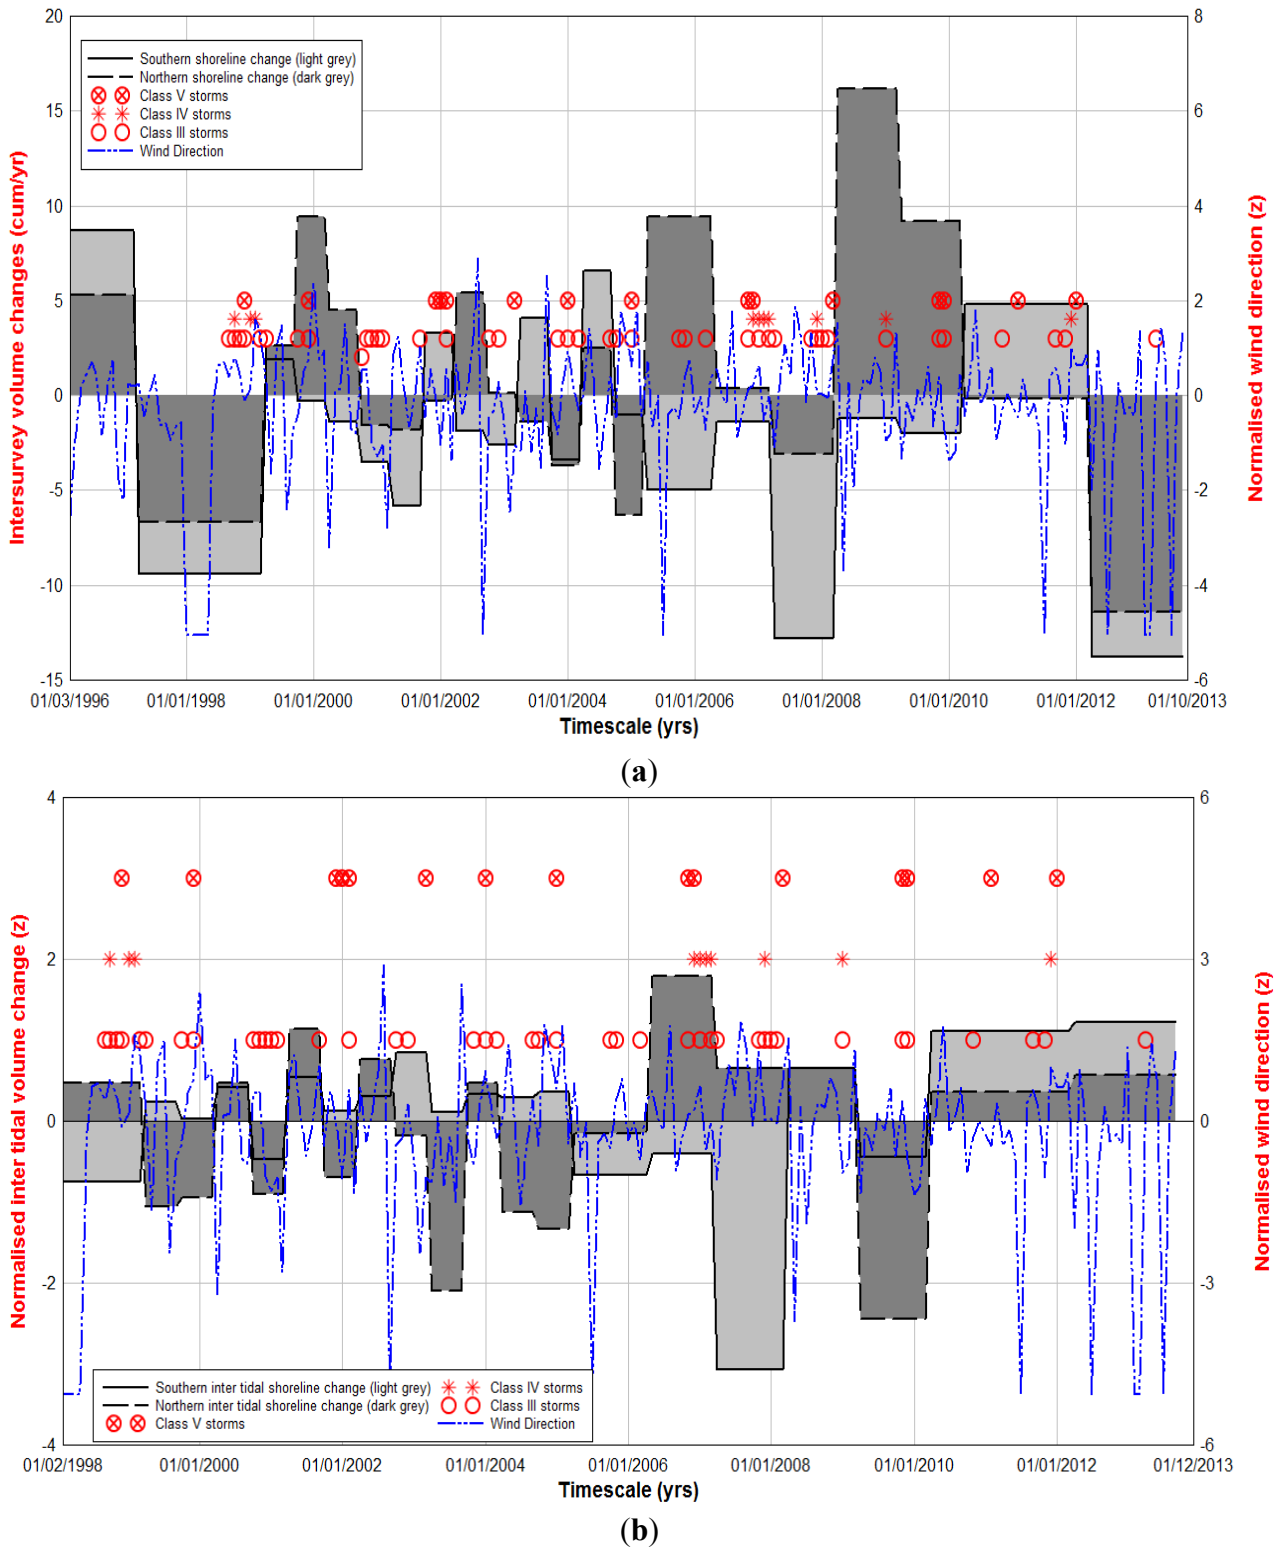 20
15
10
5
0
-5
-10
-15
8
6
4
2
0
-2
-4
-6
Intersurvey volume changes (cum/yr)
Normalised wind direction (z)
Southern shoreline change (light grey)
Northern shoreline change (dark grey)
Class V storms
Class IV storms
Class III storms
Wind Direction
01/03/1996 01/01/1998 01/01/2000 01/01/2002 01/01/2004 01/01/2006 01/01/2008 01/01/2010 01/01/2012 01/10/2013
Timescale (yrs)
(a)
4
2
0
-2
-4
6
3
0
-3
-6
Normalised inter tidal volume change (z)
Normalised wind direction (z)
Southern inter tidal shoreline change (light grey) Class IV storms
Northern inter tidal shoreline change (dark grey) Class III storms
Class V storms Wind Direction
01/02/1998 01/01/2000 01/01/2002 01/01/2004 01/01/2006 01/01/2008 01/01/2010 01/01/2012 01/12/2013
Timescale (yrs)
(b)